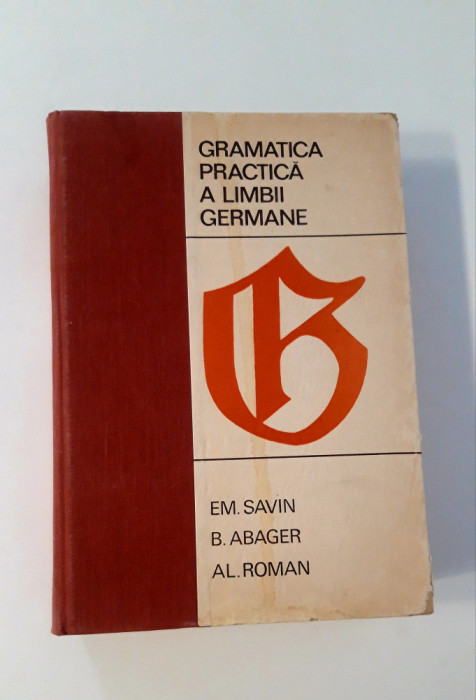 GRAMATICA
PRACTICĂ
A LIMBII
GERMANE
G
EM. SAVIN
B. ABAGER
AL. ROMAN